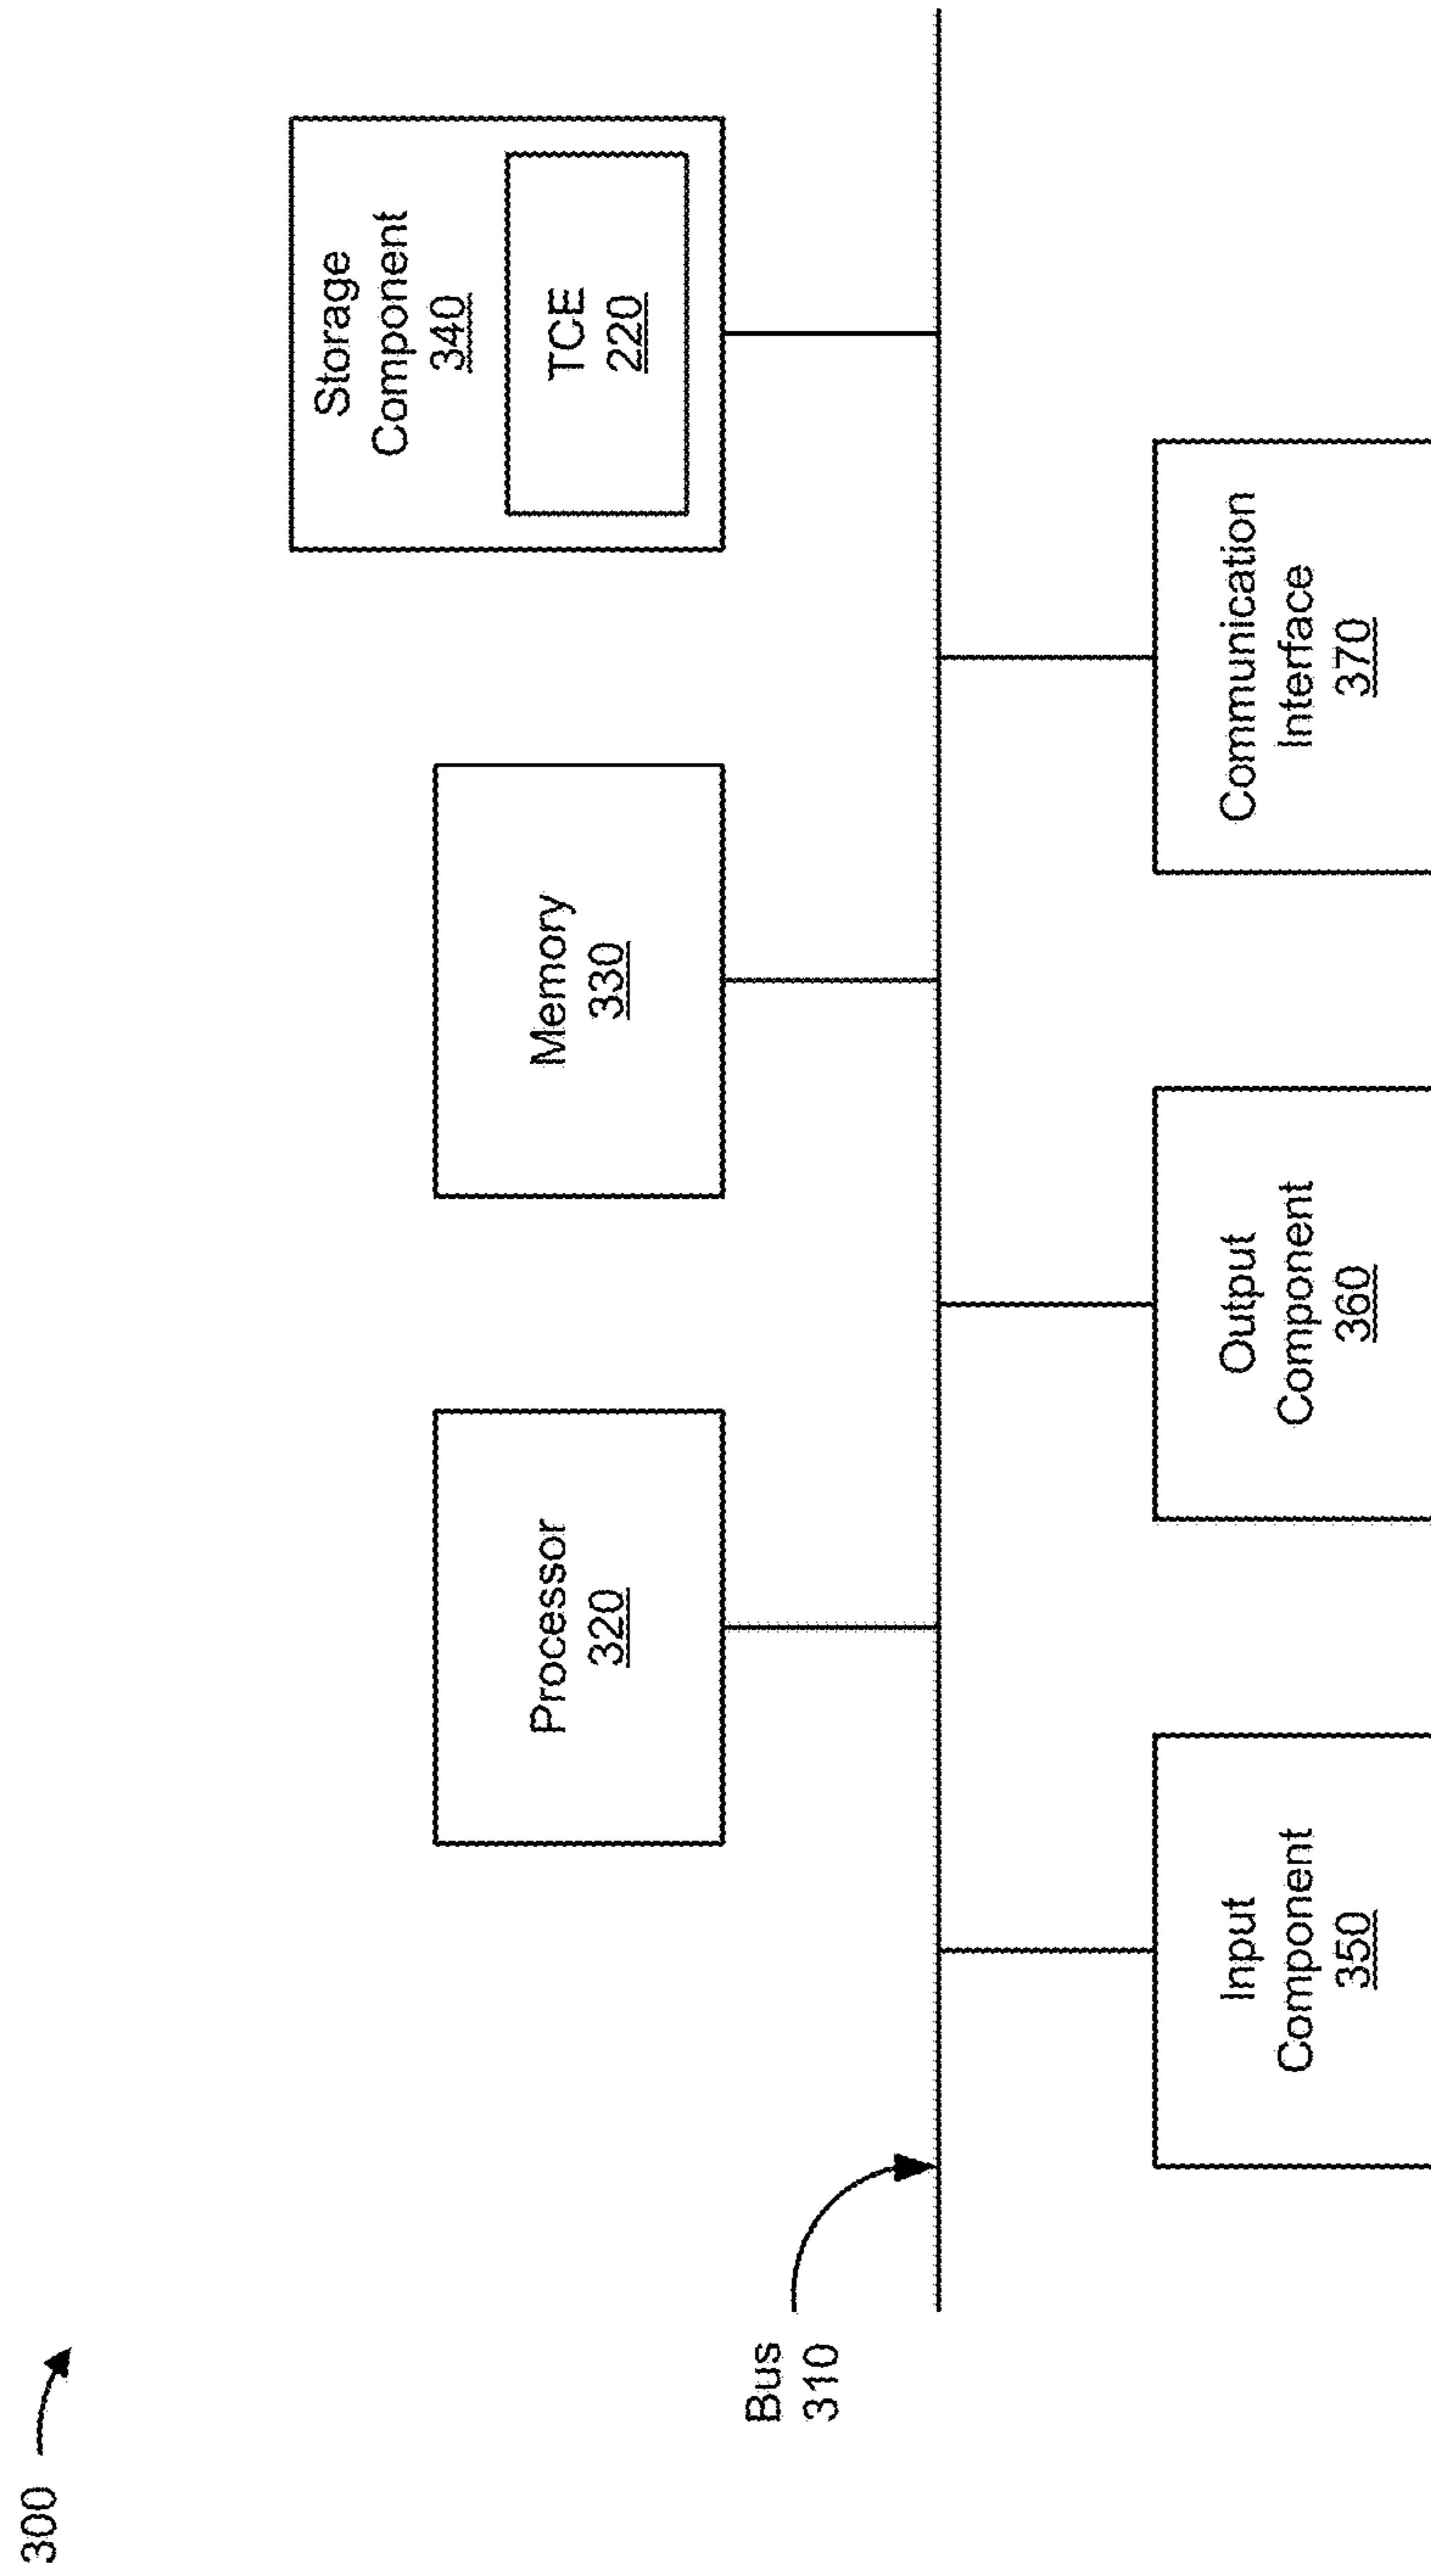 300
Processor
320
Memory
330
Storage
Component
340
TCE
220
Bus
310
Input
Component
350
Output
Component
360
Communication
Interface
370